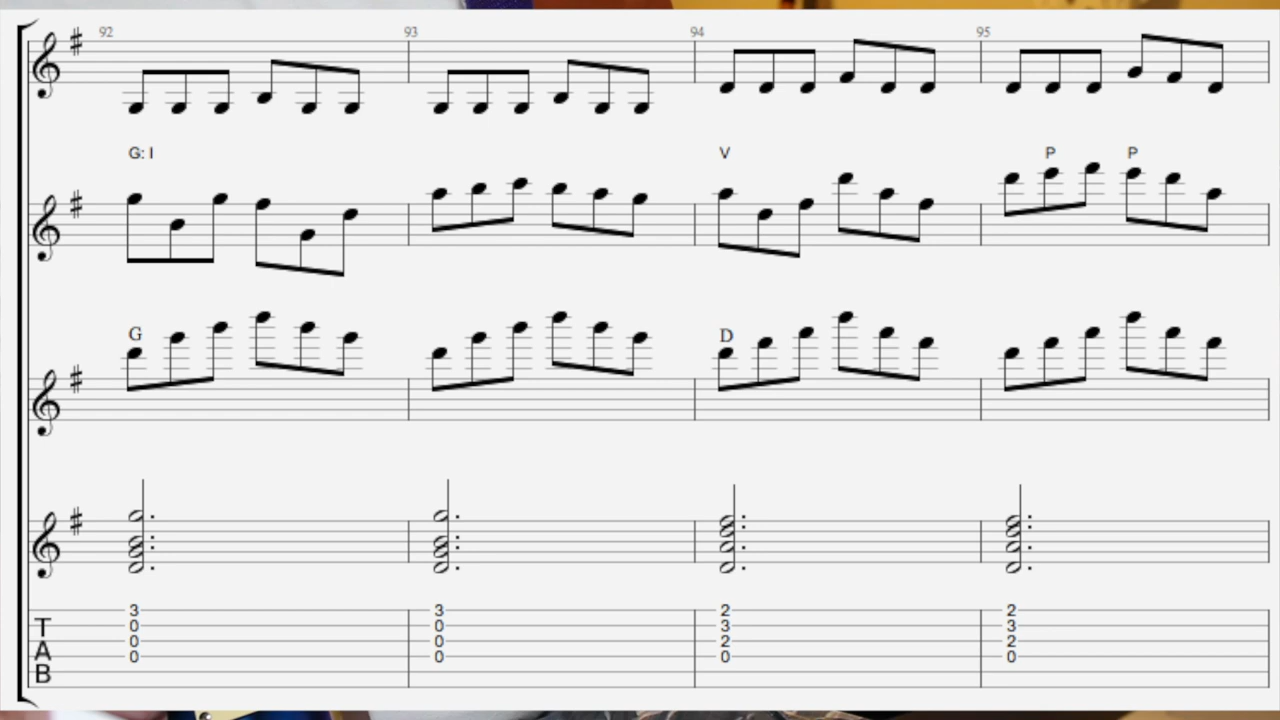 92 93 94 95
G: I V P P
G D
3 3 2 2
T 0 0 3 3
A 0 0 2 2
0 0 0 0
B